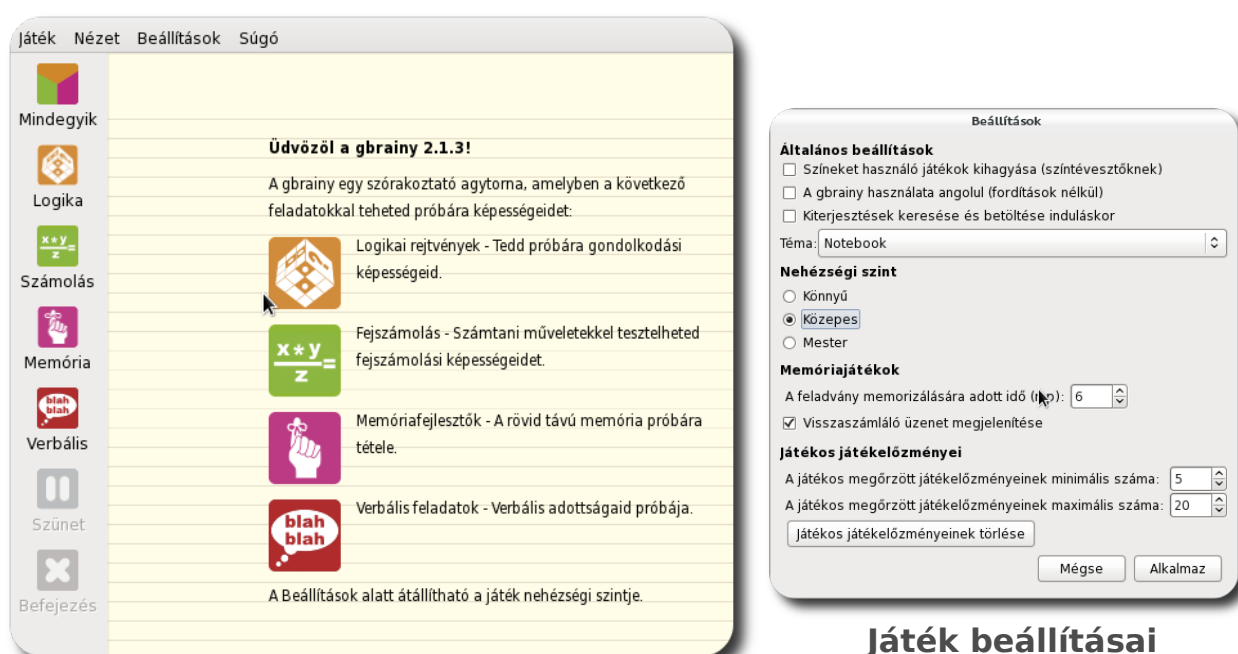 Játék Nézet Beállítások Súgó
Mindegyik
Logika
x*y=
z
Számolás
Memória
blah
blah
Verbális
Szünet
Befejezés
Üdvözöl a gbrainy 2.1.3!
A gbrainy egy szórakoztató agytorna, amelyben a következő
feladatokkal teheted próbára képességeidet:
Logikai rejtvények - Tedd próbára gondolkodási
képességeid.
x*y=
z
Fejszámolás - Számtani műveletekkel tesztelheted
fejszámolási képességeidet.
Memóriafejlesztők - A rövid távú memória próbára
tétele.
blah
blah
Verbális feladatok - Verbális adottságaid próbája.
A Beállítások alatt átállítható a játék nehézségi szintje.
Beállítások
Általános beállítások
Színeket használó játékok kihagyása (színtévesztőknek)
A gbrainy használata angolul (fordítások nélkül)
Kiterjesztések keresése és betöltése induláskor
Téma: Notebook
Nehézségi szint
Könnyű
Közepes
Mester
Memóriajátékok
A feladvány memorizálására adott idő 6
Visszaszámláló üzenet megjelenítése
Játékos játékelőzményei
A játékos megőrzött játékelőzményeinek minimális száma: 5
A játékos megőrzött játékelőzményeinek maximális száma: 20
Játékos játékelőzményeinek törlése
Mégse Alkalmaz
Játék beállításai